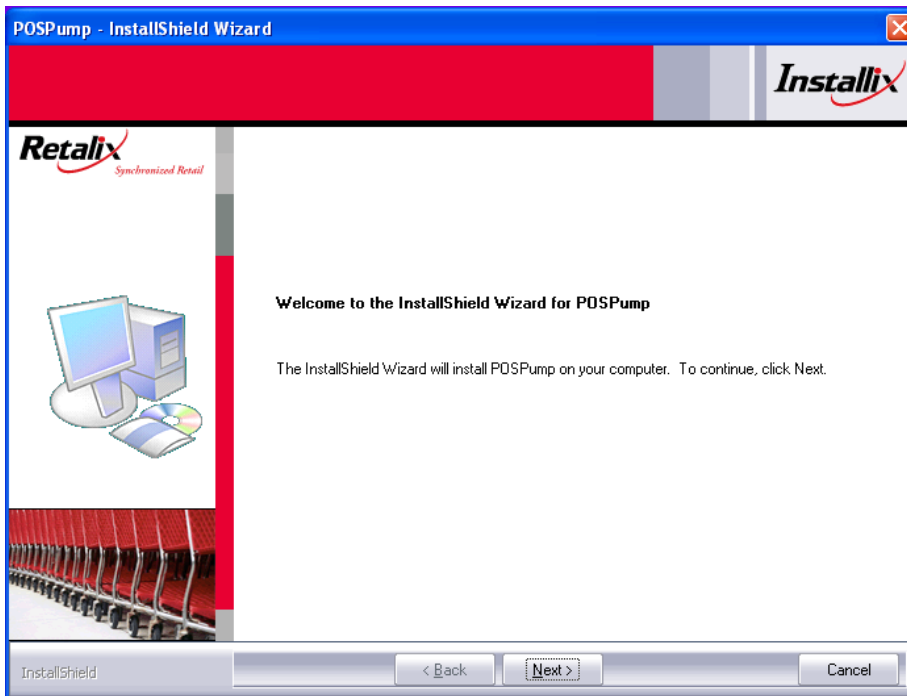 POSPump - InstallShield Wizard
Installix
Retalix
Synchronized Retail
Welcome to the InstallShield Wizard for POSPump
The InstallShield Wizard will install POSPump on your computer. To continue, click Next.
InstallShield
< Back
Next >
Cancel